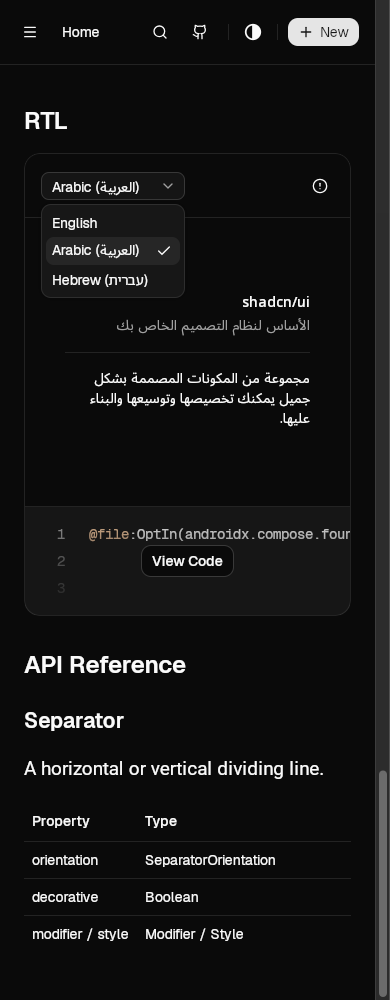 Home
New
RTL
Arabic (العربية)
English
Arabic (العربية)
Hebrew (עברית)
shadcn/ui
الأساس لنظام التصميم الخاص بك
مجموعة من المكونات المصممة بشكل
جميل يمكنك تخصيصها وتوسيعها والبناء
عليها.
1 @file:OptIn(androidx.compose.four
2
View Code
3
API Reference
Separator
A horizontal or vertical dividing line.
Property Type
orientation SeparatorOrientation
decorative Boolean
modifier / style Modifier / Style